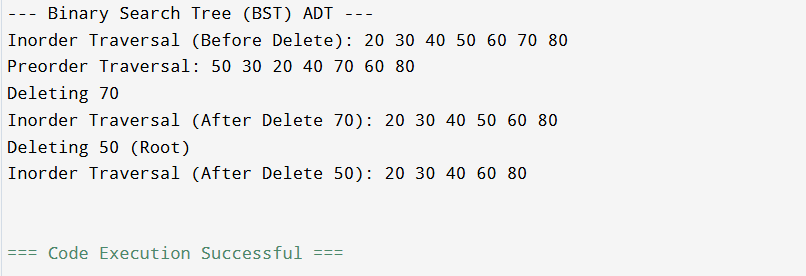 --- Binary Search Tree (BST) ADT ---
Inorder Traversal (Before Delete): 20 30 40 50 60 70 80
Preorder Traversal: 50 30 20 40 70 60 80
Deleting 70
Inorder Traversal (After Delete 70): 20 30 40 50 60 80
Deleting 50 (Root)
Inorder Traversal (After Delete 50): 20 30 40 60 80
=== Code Execution Successful ===